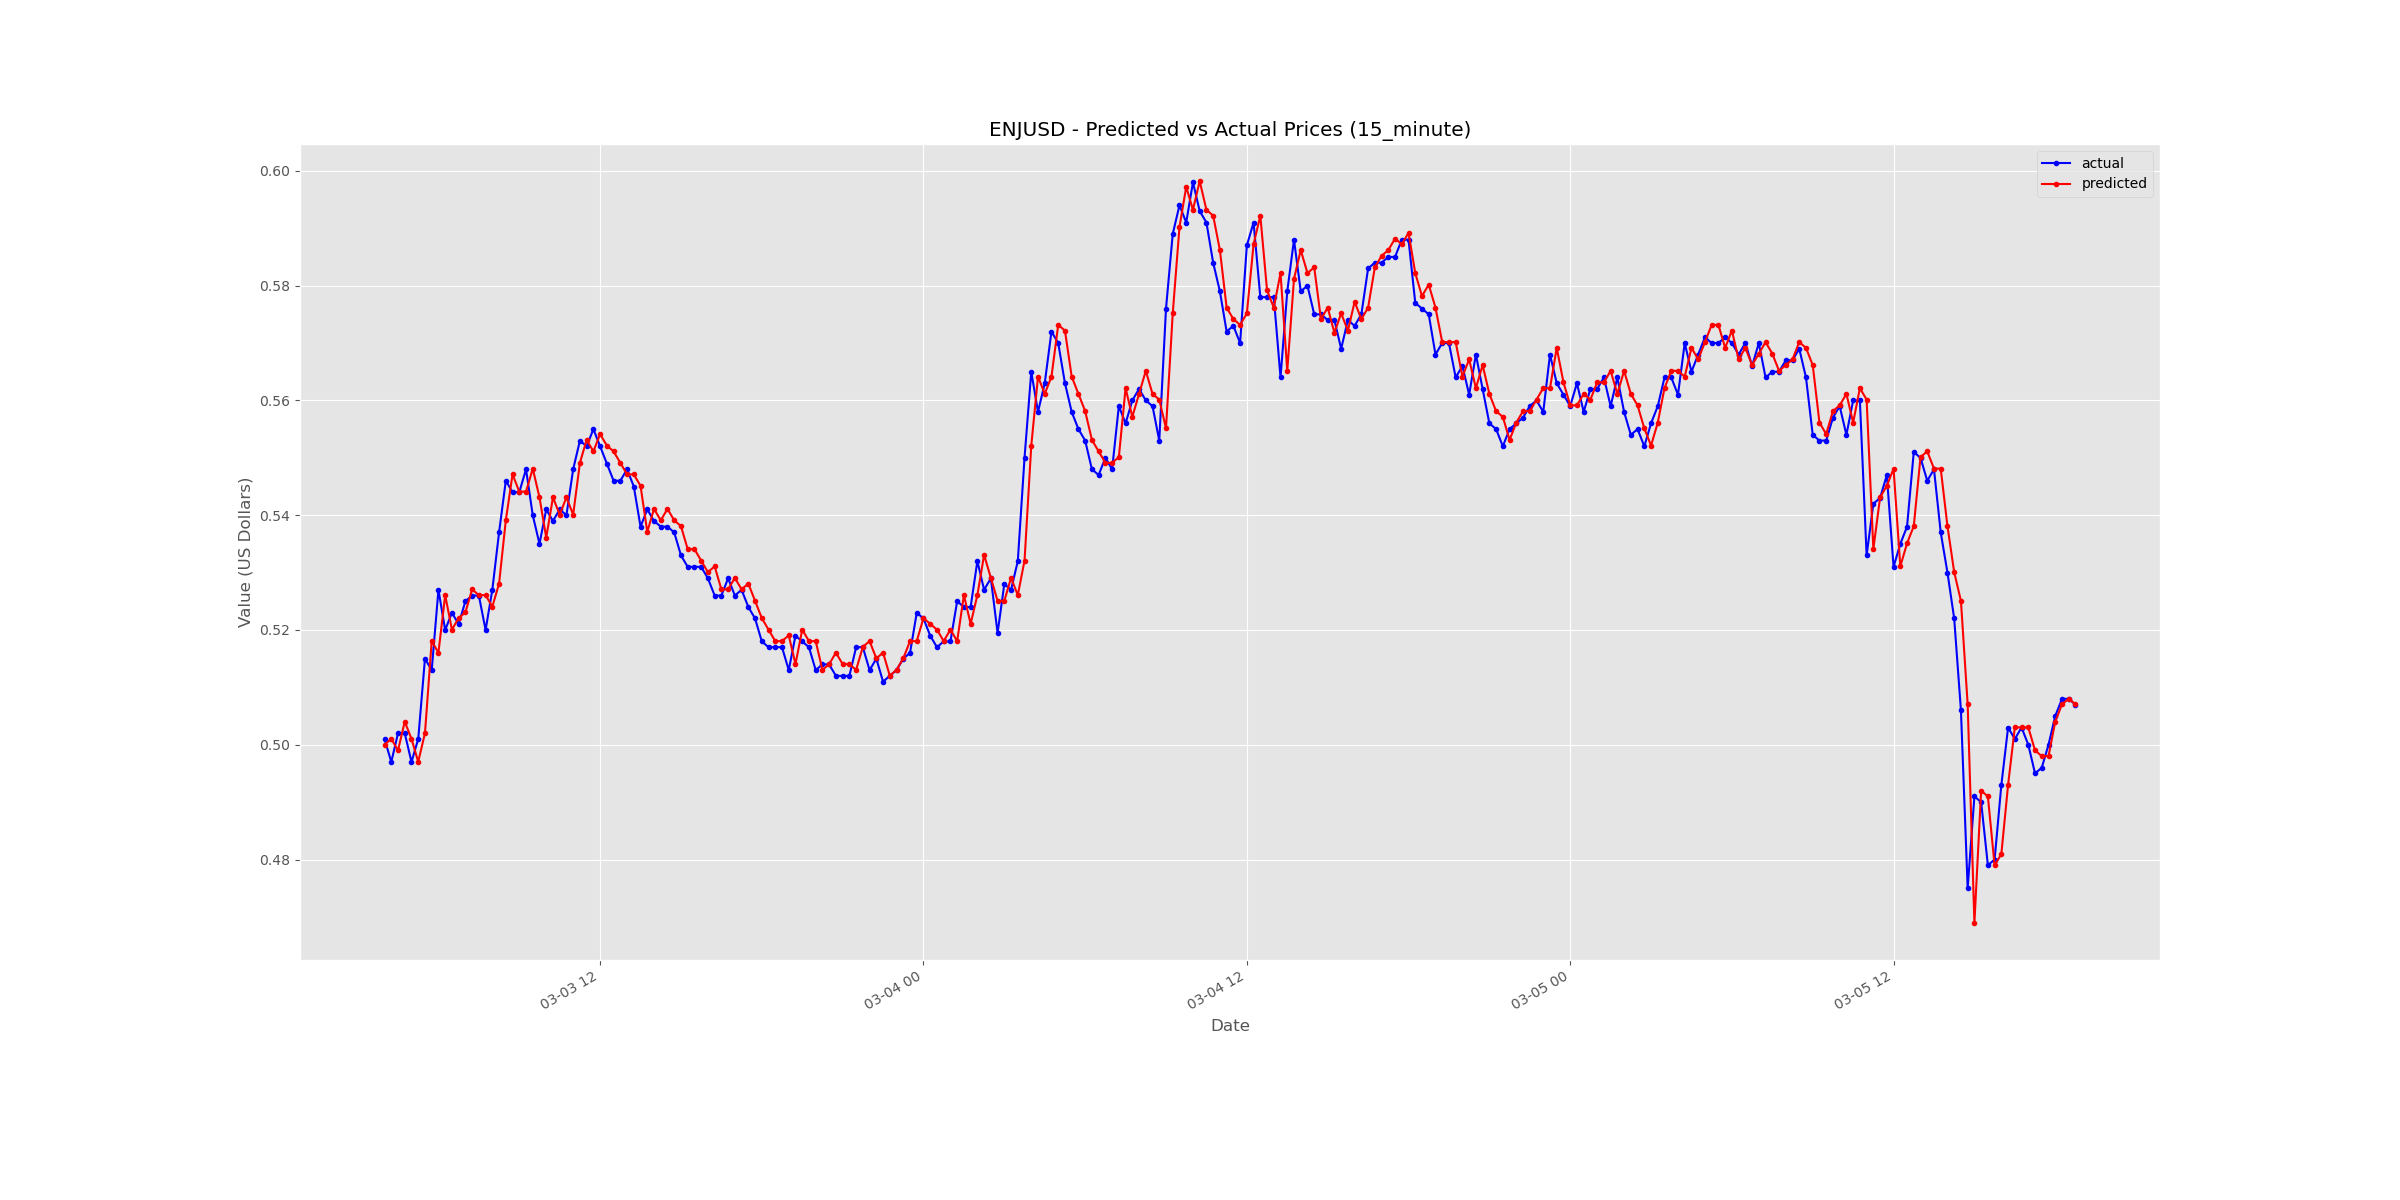 ENJUSD - Predicted vs Actual Prices (15_minute)
actual
predicted
0.60
0.58
0.56
0.54
0.52
0.50
0.48
Value (US Dollars)
03-03 12
03-04 00
03-04 12
03-05 00
03-05 12
Date